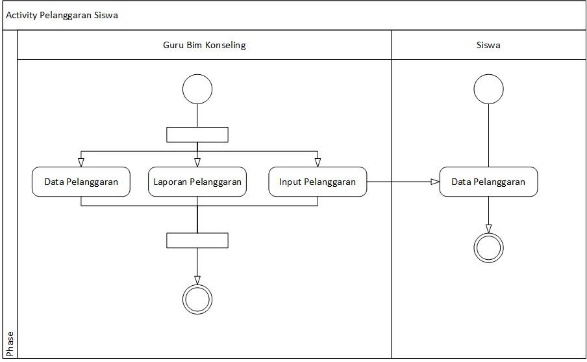 Activity Pelanggaran Siswa
Guru Bim Konseling
Siswa
Data Pelanggaran
Laporan Pelanggaran
Input Pelanggaran
Data Pelanggaran
Phase